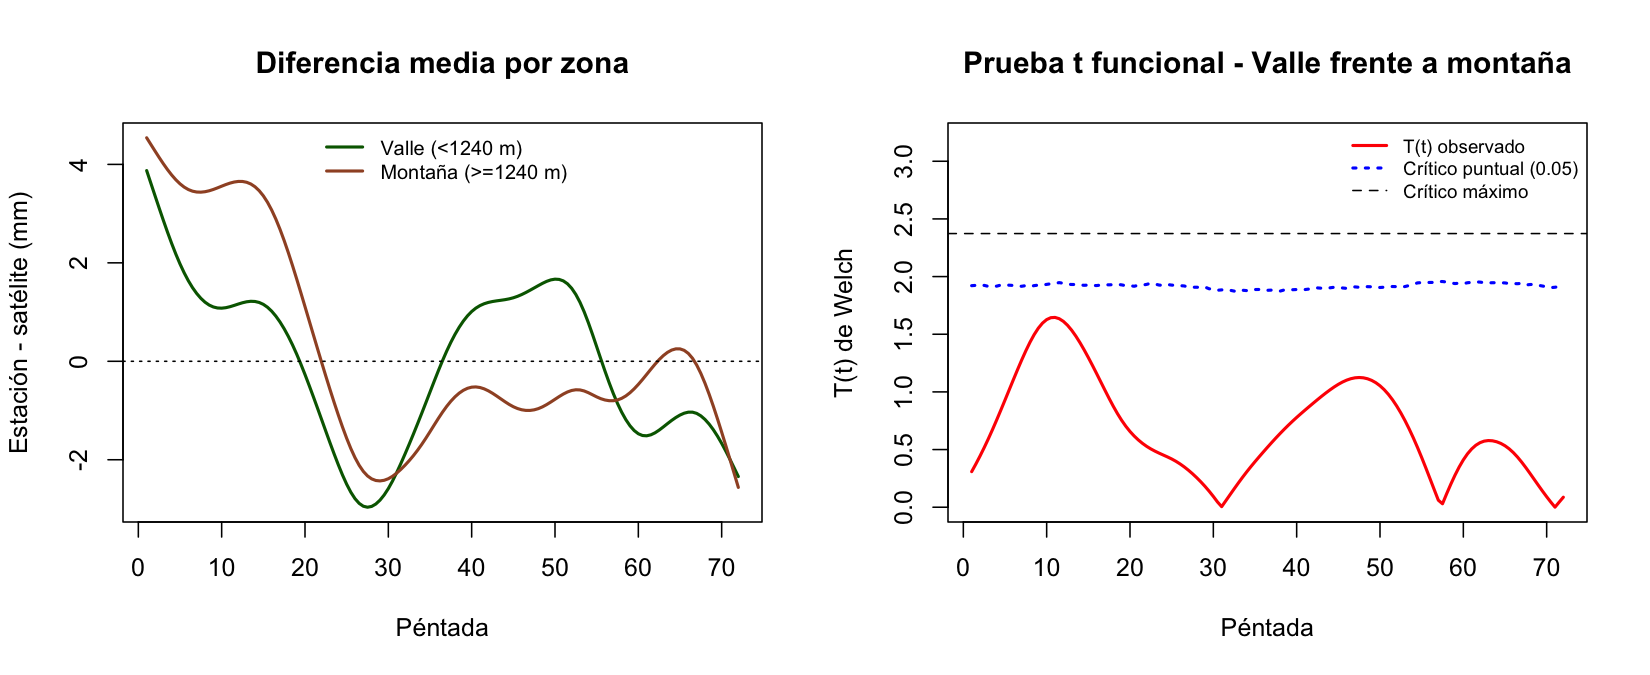 Diferencia media por zona
Valle (<1240 m)
Montaña (>=1240 m)
Estación - satélite (mm)
4
2
0
-2
0 10 20 30 40 50 60 70
Péntada
Prueba t funcional - Valle frente a montaña
T(t) observado
Crítico puntual (0.05)
Crítico máximo
T(t) de Welch
3.0
2.5
2.0
1.5
1.0
0.5
0.0
0 10 20 30 40 50 60 70
Péntada